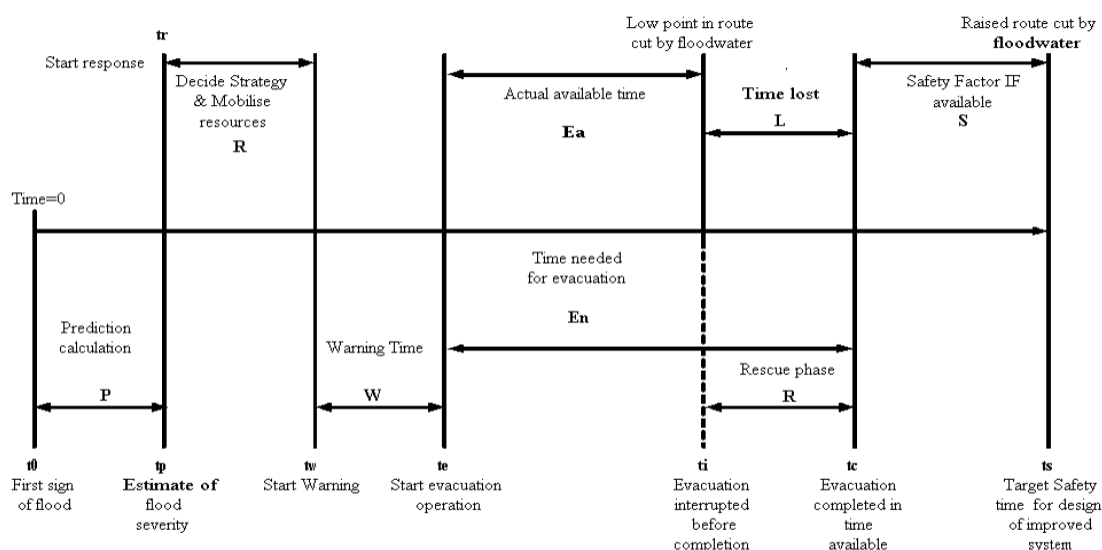 tr
Start response
Decide Strategy
& Mobilise
resources
R
Low point in route
cut by floodwater
Raised route cut by
floodwater
Actual available time
Ea
Time lost
L
Safety Factor IF
available
S
Time=0
Time needed
for evacuation
En
Prediction
calculation
P
Warning Time
W
Rescue phase
R
t0
First sign
of flood
tp
Estimate of
flood
severity
tw
Start Warning
te
Start evacuation
operation
ti
Evacuation
interrupted
before
completion
tc
Evacuation
completed in
time
available
ts
Target Safety
time for design
of improved
system